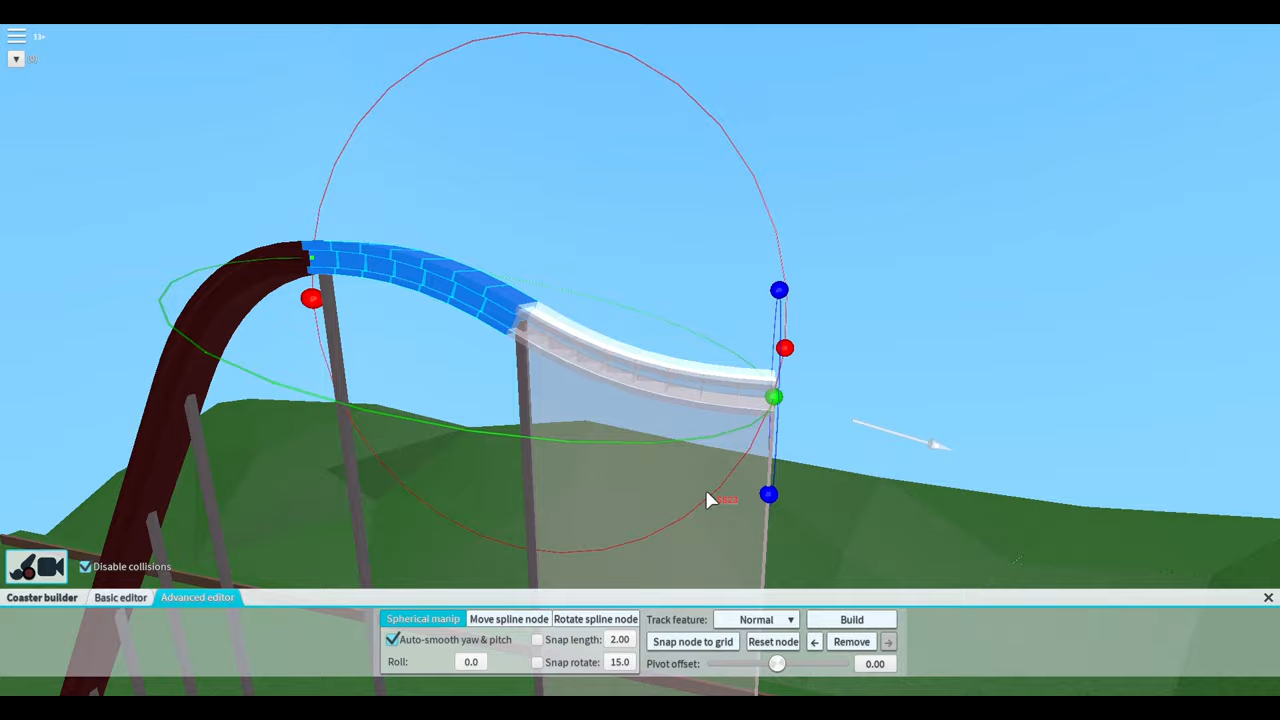 13+
Disable collisions
Coaster builder Basic editor Advanced editor
Spherical manip Move spline node Rotate spline node Track feature: Normal Build
Auto-smooth yaw & pitch Snap length: 2.00 Snap node to grid Reset node Remove
Roll: 0.0 Snap rotate: 15.0 Pivot offset: 0.00